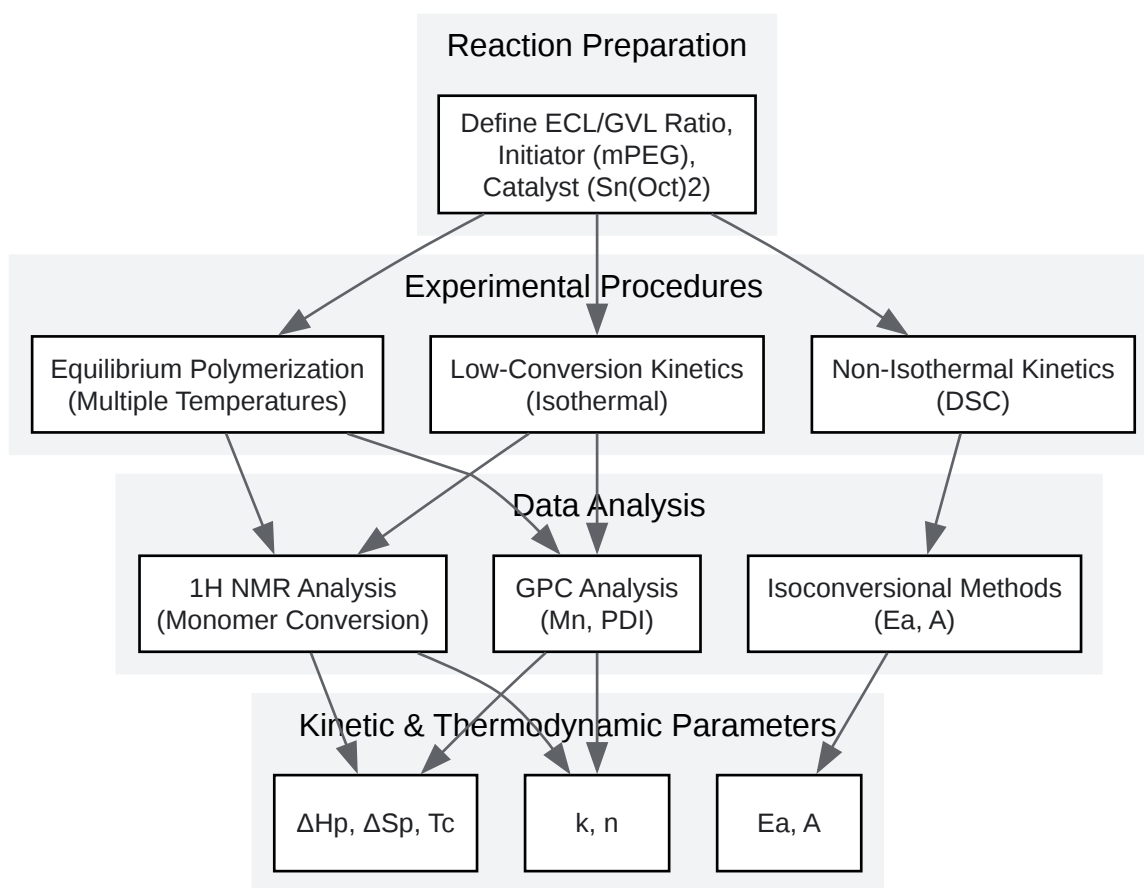 Reaction Preparation
Define ECL/GVL Ratio,
Initiator (mPEG),
Catalyst (Sn(Oct)2)
Experimental Procedures
Equilibrium Polymerization
(Multiple Temperatures)
Low-Conversion Kinetics
(Isothermal)
Non-Isothermal Kinetics
(DSC)
Data Analysis
1H NMR Analysis
(Monomer Conversion)
GPC Analysis
(Mn, PDI)
Isoconversional Methods
(Ea, A)
Kinetic & Thermodynamic Parameters
ΔHp, ΔSp, Tc
k, n
Ea, A